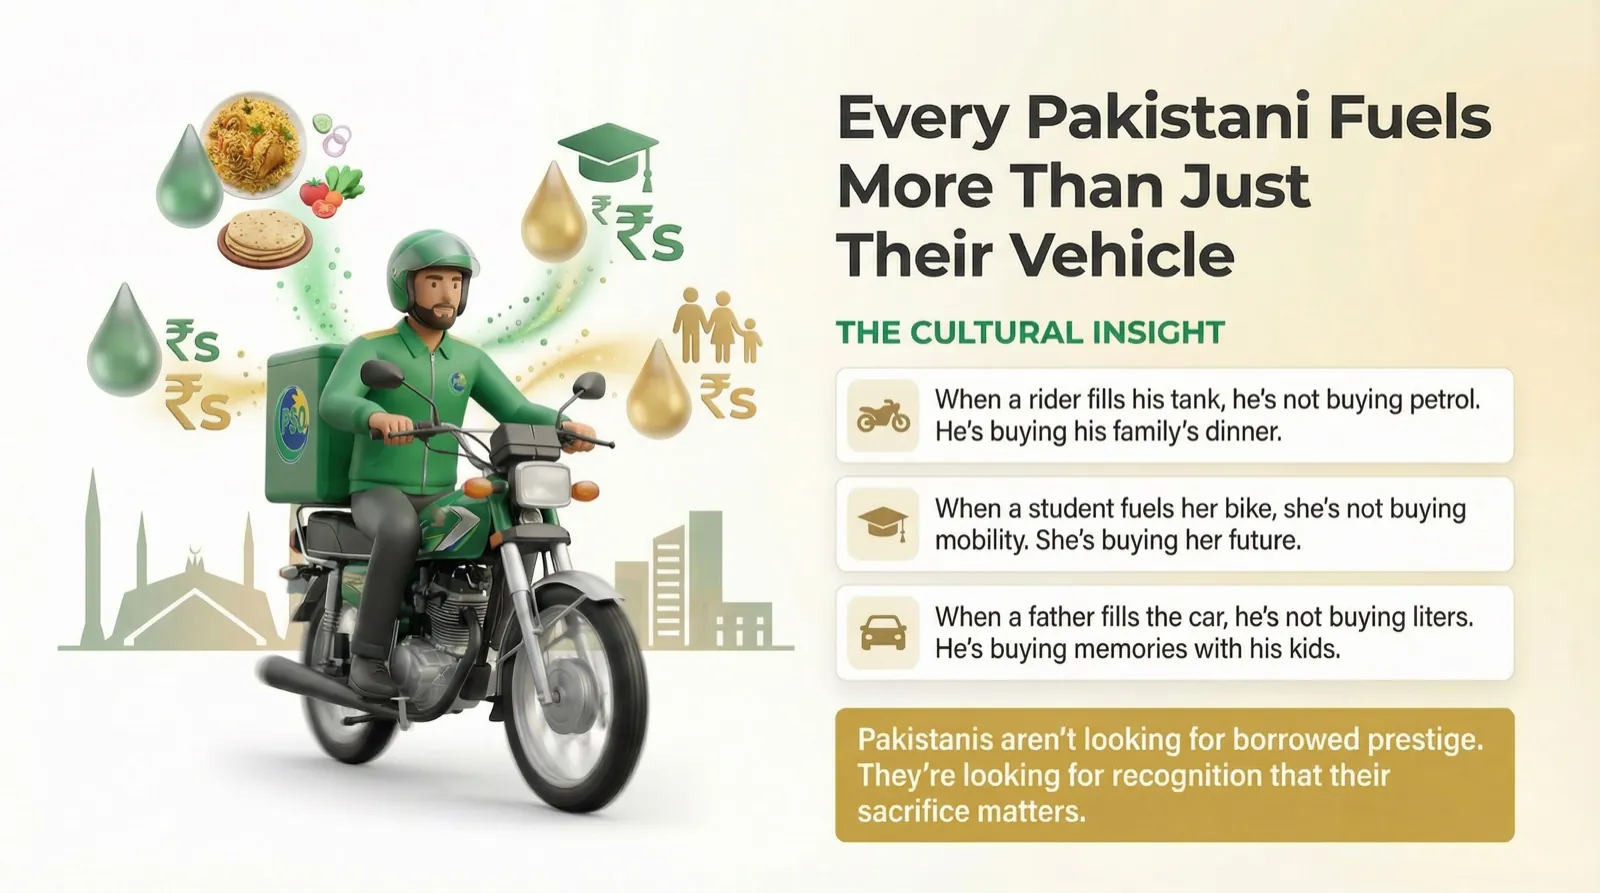 Every Pakistani Fuels
More Than Just
Their Vehicle
THE CULTURAL INSIGHT
When a rider fills his tank, he's not buying petrol.
He's buying his family's dinner.
When a student fuels her bike, she's not buying
mobility. She's buying her future.
When a father fills the car, he's not buying liters.
He's buying memories with his kids.
Pakistanis aren't looking for borrowed prestige.
They're looking for recognition that their
sacrifice matters.
₹ ₹s
₹s
₹s
₹s
PSO